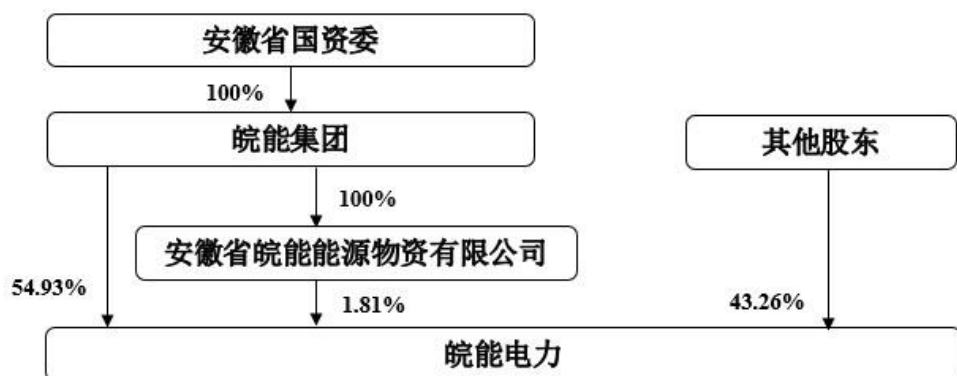 安徽省国资委
100%
皖能集团
其他股东
100%
安徽省皖能能源物资有限公司
54.93%
1.81%
43.26%
皖能电力